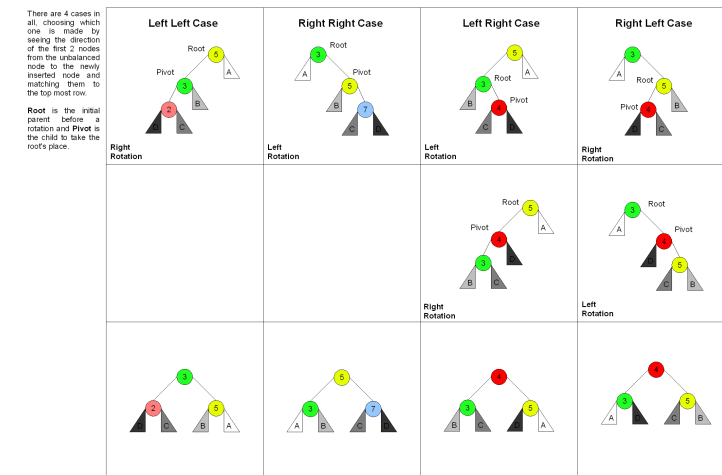 There are 4 cases in
all, choosing which
one is made by
seeing the direction
of the first 2 nodes
from the unbalanced
node to the newly
inserted node and
matching them to
the top most row.
Root is the initial
parent before a
rotation and Pivot is
the child to take the
root's place.
Left Left Case
Root
5
A
Pivot
3
B
2
D
C
Right
Rotation
Right Right Case
Root
3
A
Pivot
5
B
7
C
D
Left
Rotation
Left Right Case
5
A
Root
3
B
Pivot
4
C
D
Left
Rotation
Right Left Case
3
A
Root
5
B
Pivot
4
D
C
Right
Rotation
Root
5
A
Pivot
4
D
3
B
C
Right
Rotation
Root
3
A
Pivot
4
D
5
C
B
Left
Rotation
3
2
5
D
C
B
A
5
3
7
A
B
C
D
4
3
5
B
C
D
A
4
3
5
A
D
C
B